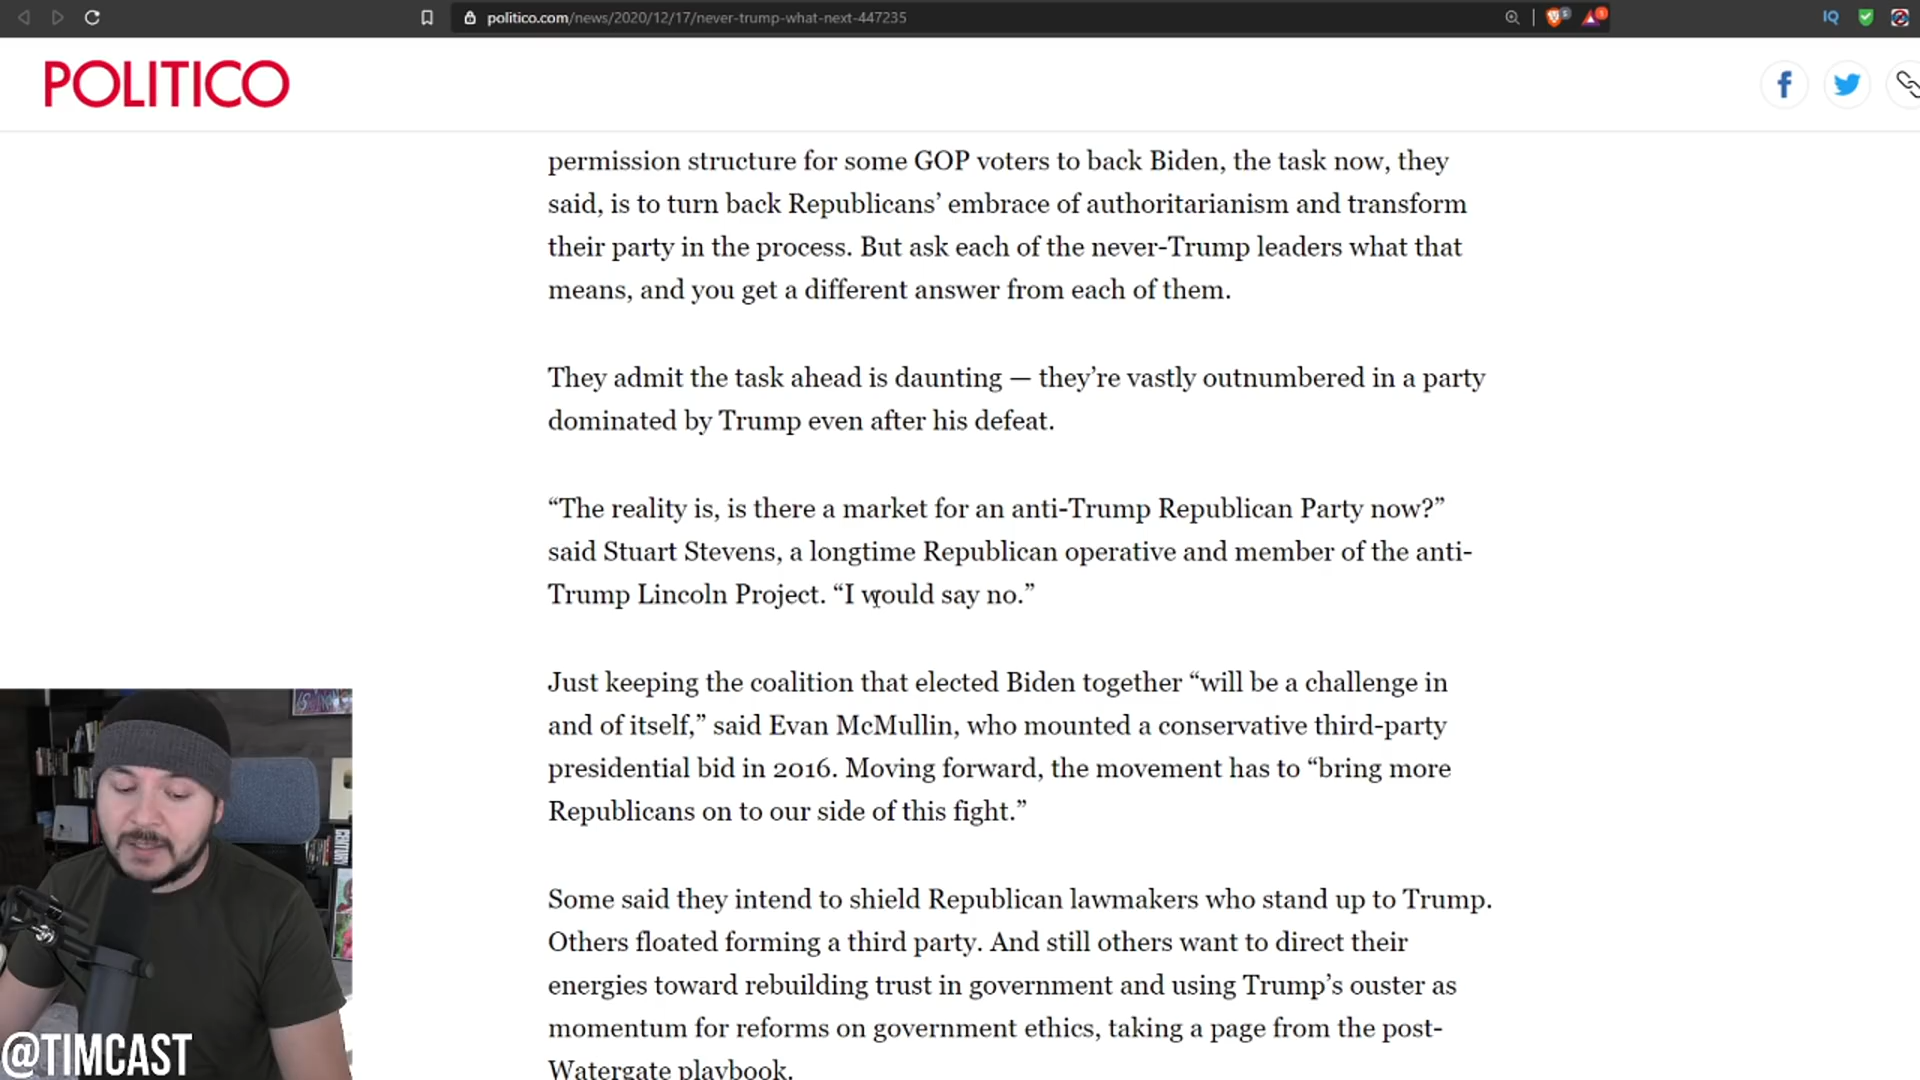 politico.com/news/2020/12/17/never-trump-what-next-447235
IQ
POLITICO
permission structure for some GOP voters to back Biden, the task now, they
said, is to turn back Republicans’ embrace of authoritarianism and transform
their party in the process. But ask each of the never-Trump leaders what that
means, and you get a different answer from each of them.
They admit the task ahead is daunting — they’re vastly outnumbered in a party
dominated by Trump even after his defeat.
“The reality is, is there a market for an anti-Trump Republican Party now?”
said Stuart Stevens, a longtime Republican operative and member of the anti-
Trump Lincoln Project. “I would say no.”
Just keeping the coalition that elected Biden together “will be a challenge in
and of itself,” said Evan McMullin, who mounted a conservative third-party
presidential bid in 2016. Moving forward, the movement has to “bring more
Republicans on to our side of this fight.”
Some said they intend to shield Republican lawmakers who stand up to Trump.
Others floated forming a third party. And still others want to direct their
energies toward rebuilding trust in government and using Trump’s ouster as
momentum for reforms on government ethics, taking a page from the post-
Watergate playbook.
@TIMCAST